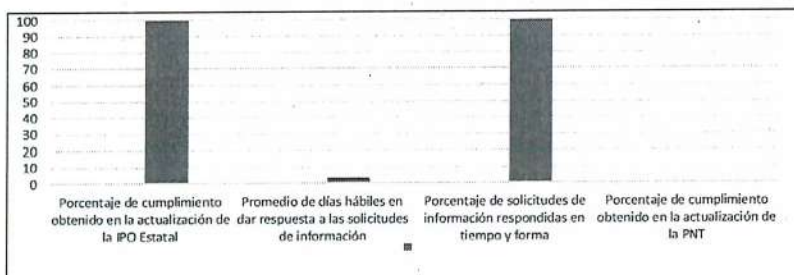 100
90
80
70
60
50
40
30
20
10
0
Porcentaje de cumplimiento
obtenido en la actualización de
la IPO Estatal
Promedio de días hábiles en
dar respuesta a las solicitudes
de información
Porcentaje de solicitudes de
información respondidas en
tiempo y forma
Porcentaje de cumplimiento
obtenido en la actualización de
la PNT